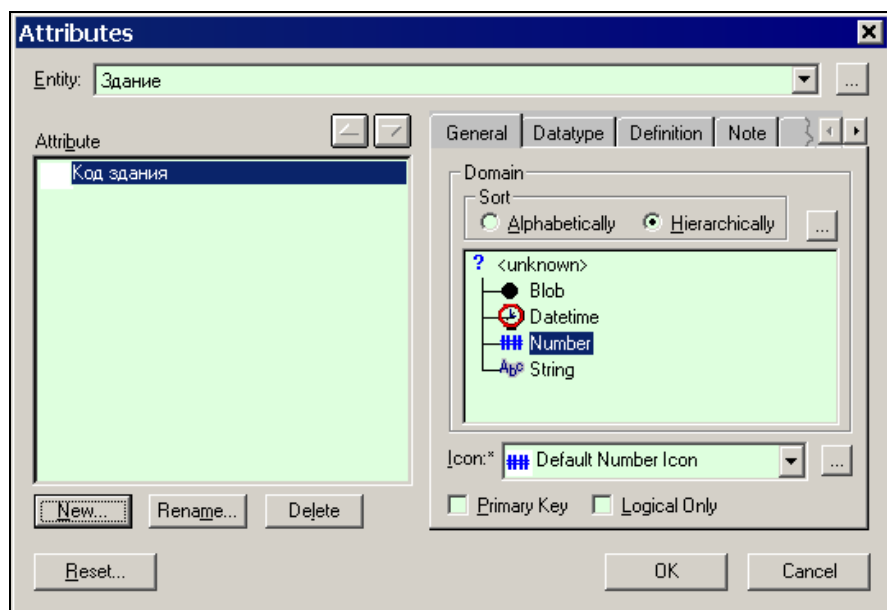 Attributes
Entity: Здание ...
Attribute
Код здания
New... Rename... Delete
General Datatype Definition Note
Domain
Sort
Alphabetically Hierarchically ...
? <unknown>
Blob
Datetime
## Number
Abc String
Icon:* ## Default Number Icon ...
Primary Key Logical Only
Reset... OK Cancel